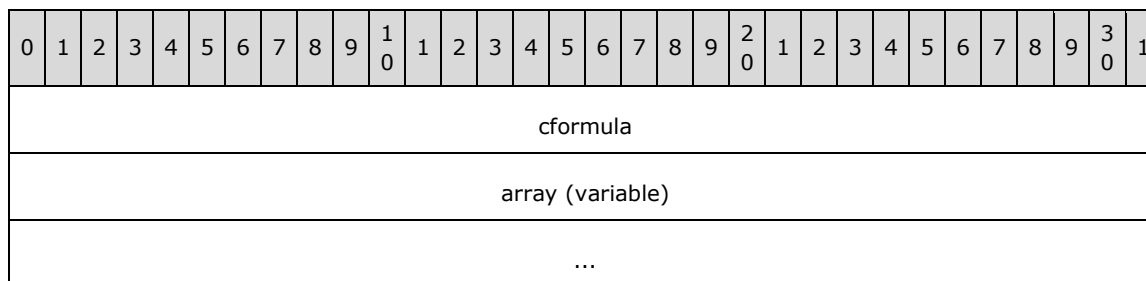 0 1 2 3 4 5 6 7 8 9 1 0 1 2 3 4 5 6 7 8 9 2 0 1 2 3 4 5 6 7 8 9 3 0 1
cformula
array (variable)
...